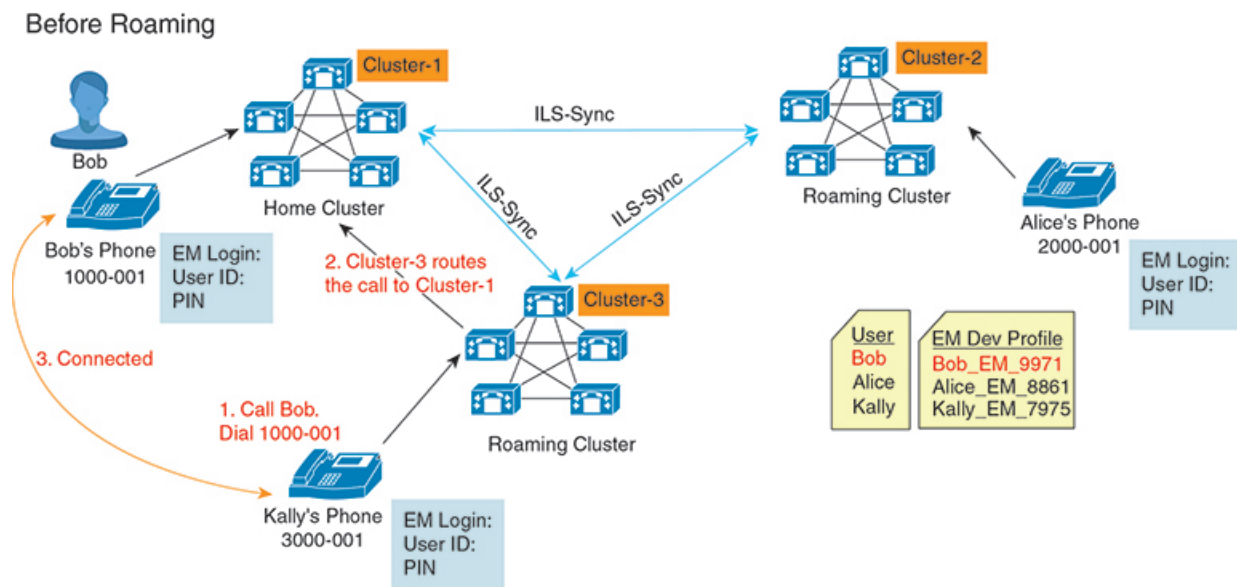 Before Roaming
Cluster-1
Cluster-2
ILS-Sync
Bob
Home Cluster
Roaming Cluster
ILS-Sync
ILS-Sync
Bob's Phone
1000-001
EM Login:
User ID:
PIN
Alice's Phone
2000-001
EM Login:
User ID:
PIN
2. Cluster-3 routes
the call to Cluster-1
Cluster-3
3. Connected
1. Call Bob.
Dial 1000-001
Roaming Cluster
User
Bob
Alice
Kally
EM Dev Profile
Bob_EM_9971
Alice_EM_8861
Kally_EM_7975
Kally's Phone
3000-001
EM Login:
User ID:
PIN